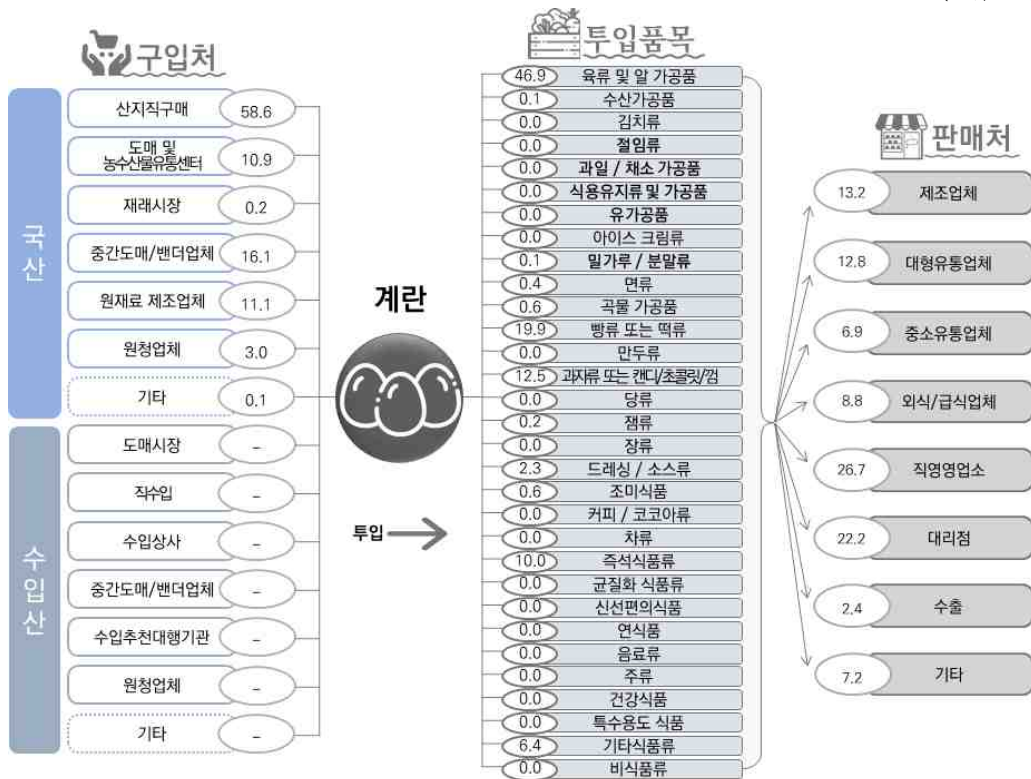 구입처
국산
산지직구매 58.6
도매 및
농수산물유통센터 10.9
재래시장 0.2
중간도매/밴더업체 16.1
원재료 제조업체 11.1
원청업체 3.0
기타 0.1
수입산
도매시장 -
직수입 -
수입상사 -
중간도매/밴더업체 -
수입추천대행기관 -
원청업체 -
기타 -
계란
투입
투입품목
46.9 육류 및 알 가공품
0.1 수산가공품
0.0 김치류
0.0 절임류
0.0 과일 / 채소 가공품
0.0 식용유지류 및 가공품
0.0 유가공품
0.0 아이스 크림류
0.1 밀가루 / 분말류
0.4 면류
0.6 곡물 가공품
19.9 빵류 또는 떡류
0.0 만두류
12.5 과자류 또는 캔디/초콜릿/껌
0.0 당류
0.2 잼류
0.0 장류
2.3 드레싱 / 소스류
0.6 조미식품
0.0 커피 / 코코아류
0.0 차류
10.0 즉석식품류
0.0 균질화 식품류
0.0 신선편의식품
0.0 연식품
0.0 음료류
0.0 주류
0.0 건강식품
0.0 특수용도 식품
6.4 기타식품류
0.0 비식품류
판매처
13.2 제조업체
12.8 대형유통업체
6.9 중소유통업체
8.8 외식/급식업체
26.7 직영영업소
22.2 대리점
2.4 수출
7.2 기타